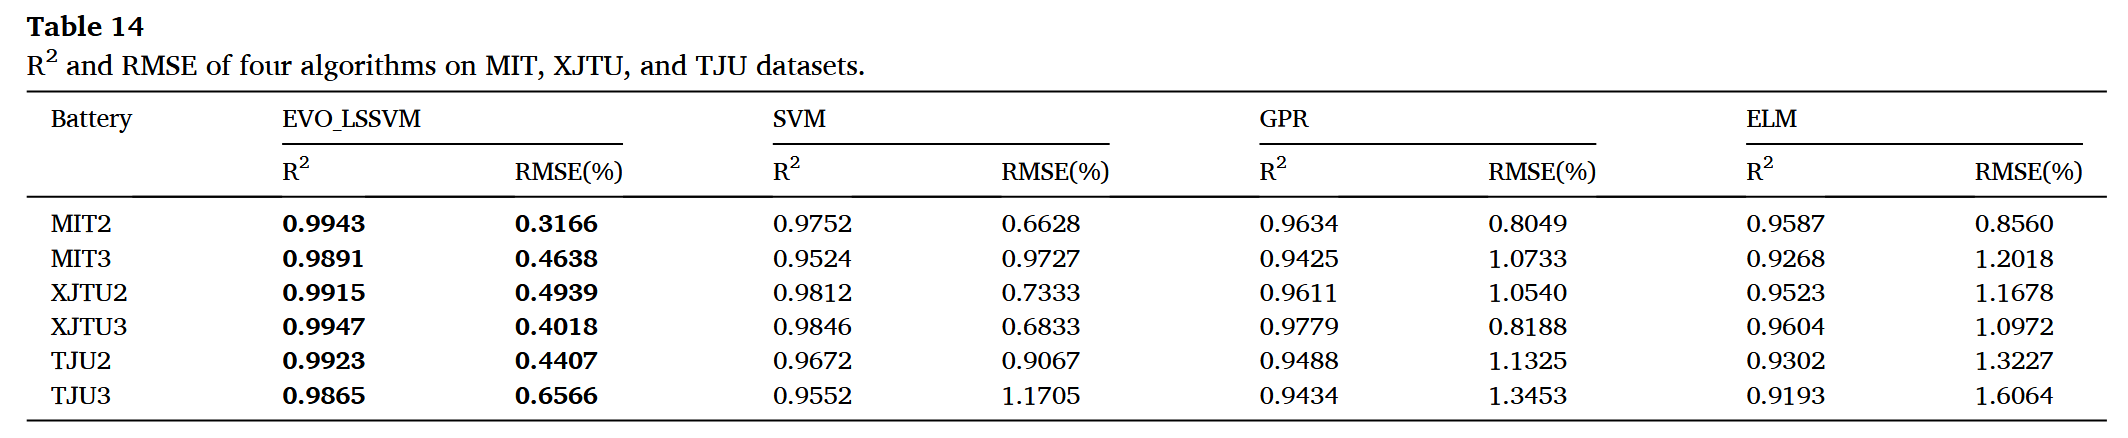 Table 14
R² and RMSE of four algorithms on MIT, XJTU, and TJU datasets.
Battery EVO_LSSVM SVM GPR ELM
R² RMSE(%) R² RMSE(%) R² RMSE(%) R² RMSE(%)
MIT2 0.9943 0.3166 0.9752 0.6628 0.9634 0.8049 0.9587 0.8560
MIT3 0.9891 0.4638 0.9524 0.9727 0.9425 1.0733 0.9268 1.2018
XJTU2 0.9915 0.4939 0.9812 0.7333 0.9611 1.0540 0.9523 1.1678
XJTU3 0.9947 0.4018 0.9846 0.6833 0.9779 0.8188 0.9604 1.0972
TJU2 0.9923 0.4407 0.9672 0.9067 0.9488 1.1325 0.9302 1.3227
TJU3 0.9865 0.6566 0.9552 1.1705 0.9434 1.3453 0.9193 1.6064